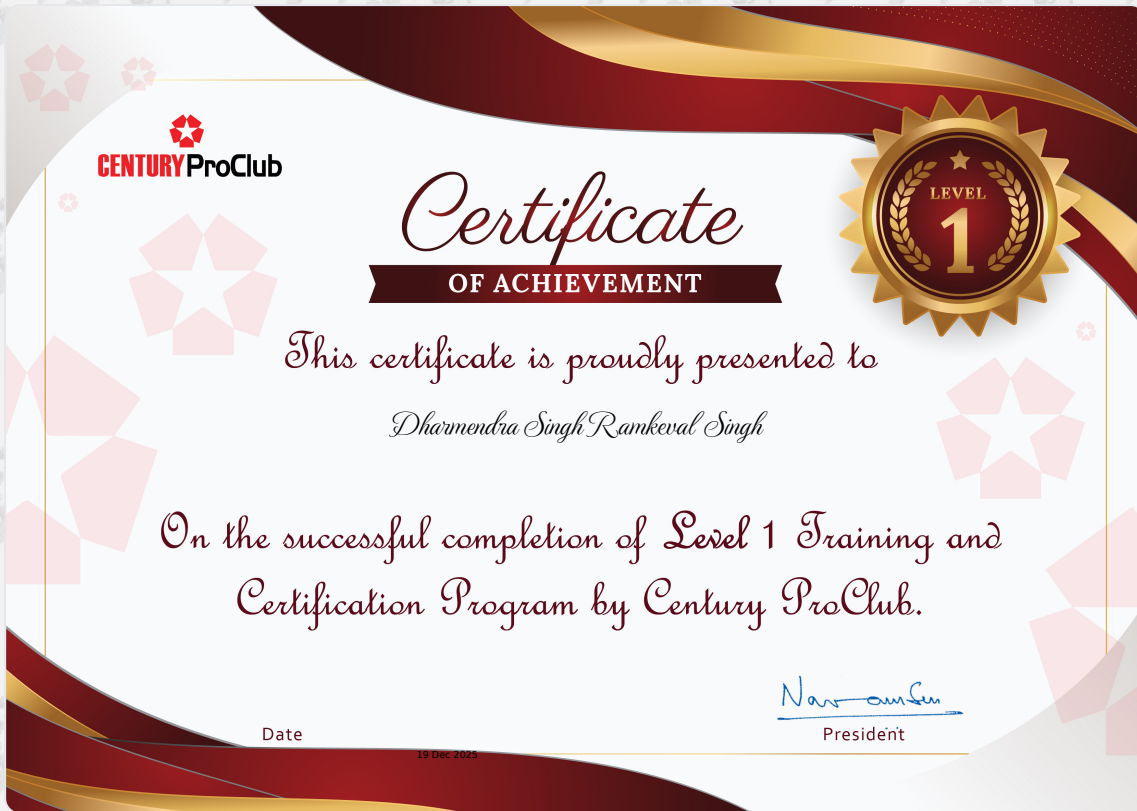 CENTURY ProClub
LEVEL
1
Certificate
OF ACHIEVEMENT
This certificate is proudly presented to
Dharmendra Singh Ramkeval Singh
On the successful completion of Level 1 Training and
Certification Program by Century ProClub.
Date
President
19 Dec 2025